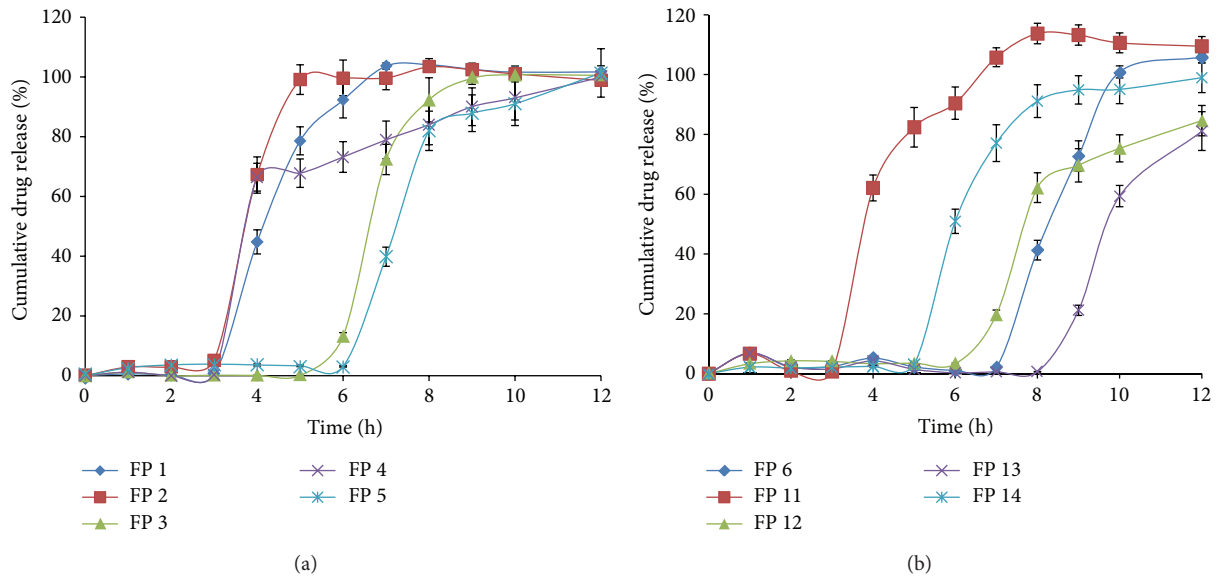 120
100
80
60
40
20
0
Cumulative drug release (%)
0 2 4 6 8 10 12
Time (h)
FP 1 FP 4
FP 2 FP 5
FP 3
(a)
120
100
80
60
40
20
0
Cumulative drug release (%)
0 2 4 6 8 10 12
Time (h)
FP 6 FP 13
FP 11 FP 14
FP 12
(b)